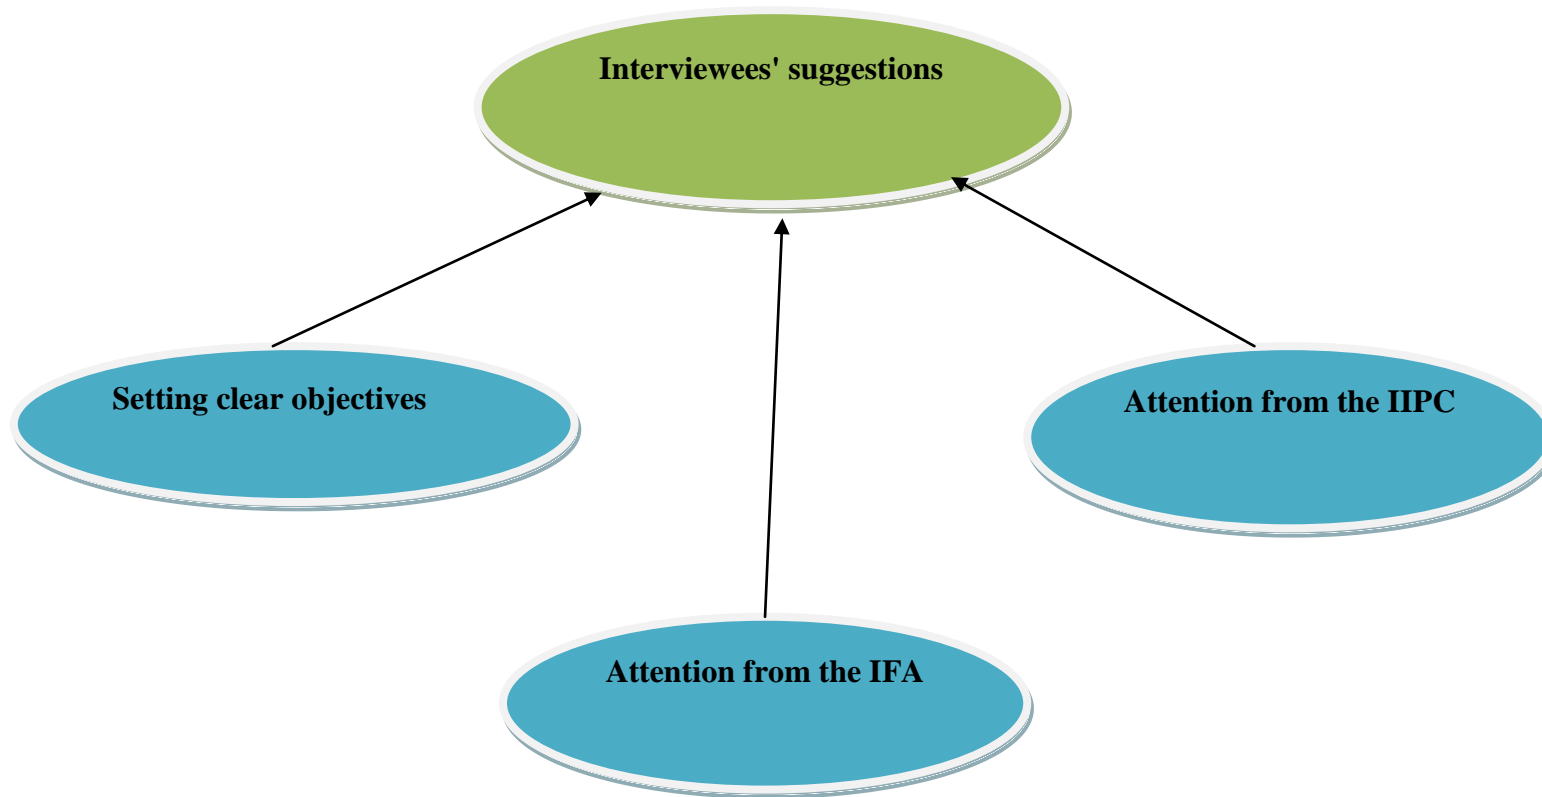 Interviewees' suggestions
Setting clear objectives
Attention from the IIPC
Attention from the IFA